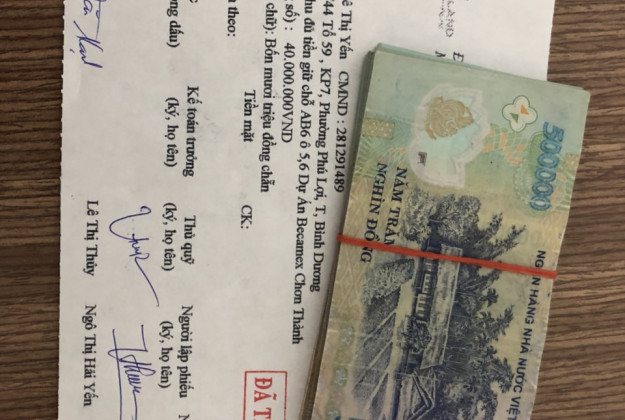 LAND
ê Thị Yến CMND : 281291489
/44 Tổ 59 , KP7, Phường Phú Lợi, T, Bình Dương
hu đủ tiền giữ chỗ AB6 ô 5,6 Dự Án Becamex Chơn Thành
số) : 40.000.000VND
chữ): Bốn mươi triệu đồng chẵn
Tiền mặt CK:
theo:
ng dấu)
Kế toán trưởng
(ký, họ tên)
Thủ quỹ
(ký, họ tên)
Người lập phiếu
(ký, họ tên)
Lê Thị Thủy
Ngô Thị Hải Yến
ĐÃ T
500000
NĂM TRĂM
NGHÌN ĐỒNG
NGÂN HÀNG NHÀ NƯỚC VIỆT